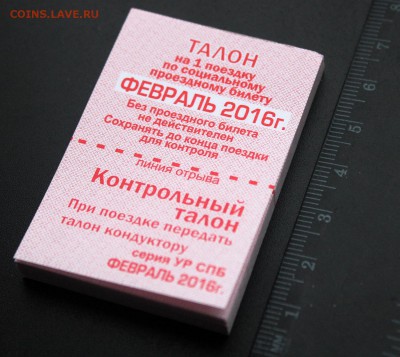 COINS.LAVE.RU
ТАЛОН
на 1 поездку
по социальному
проездному билету
ФЕВРАЛЬ 2016г.
Без проездного билета
не действителен
Сохранять до конца поездки
для контроля
линия отрыва
Контрольный
талон
При поездке передать
талон кондуктору
серия УР СПБ
ФЕВРАЛЬ 2016г.